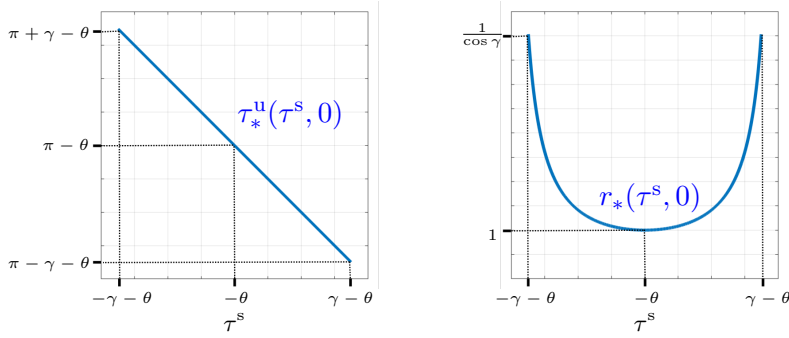 π + γ − θ
τ₊ᵘ(τˢ, 0)
π − θ
π − γ − θ
−γ − θ
−θ
γ − θ
τˢ
1/cos γ
r₊(τˢ, 0)
1
−γ − θ
−θ
γ − θ
τˢ